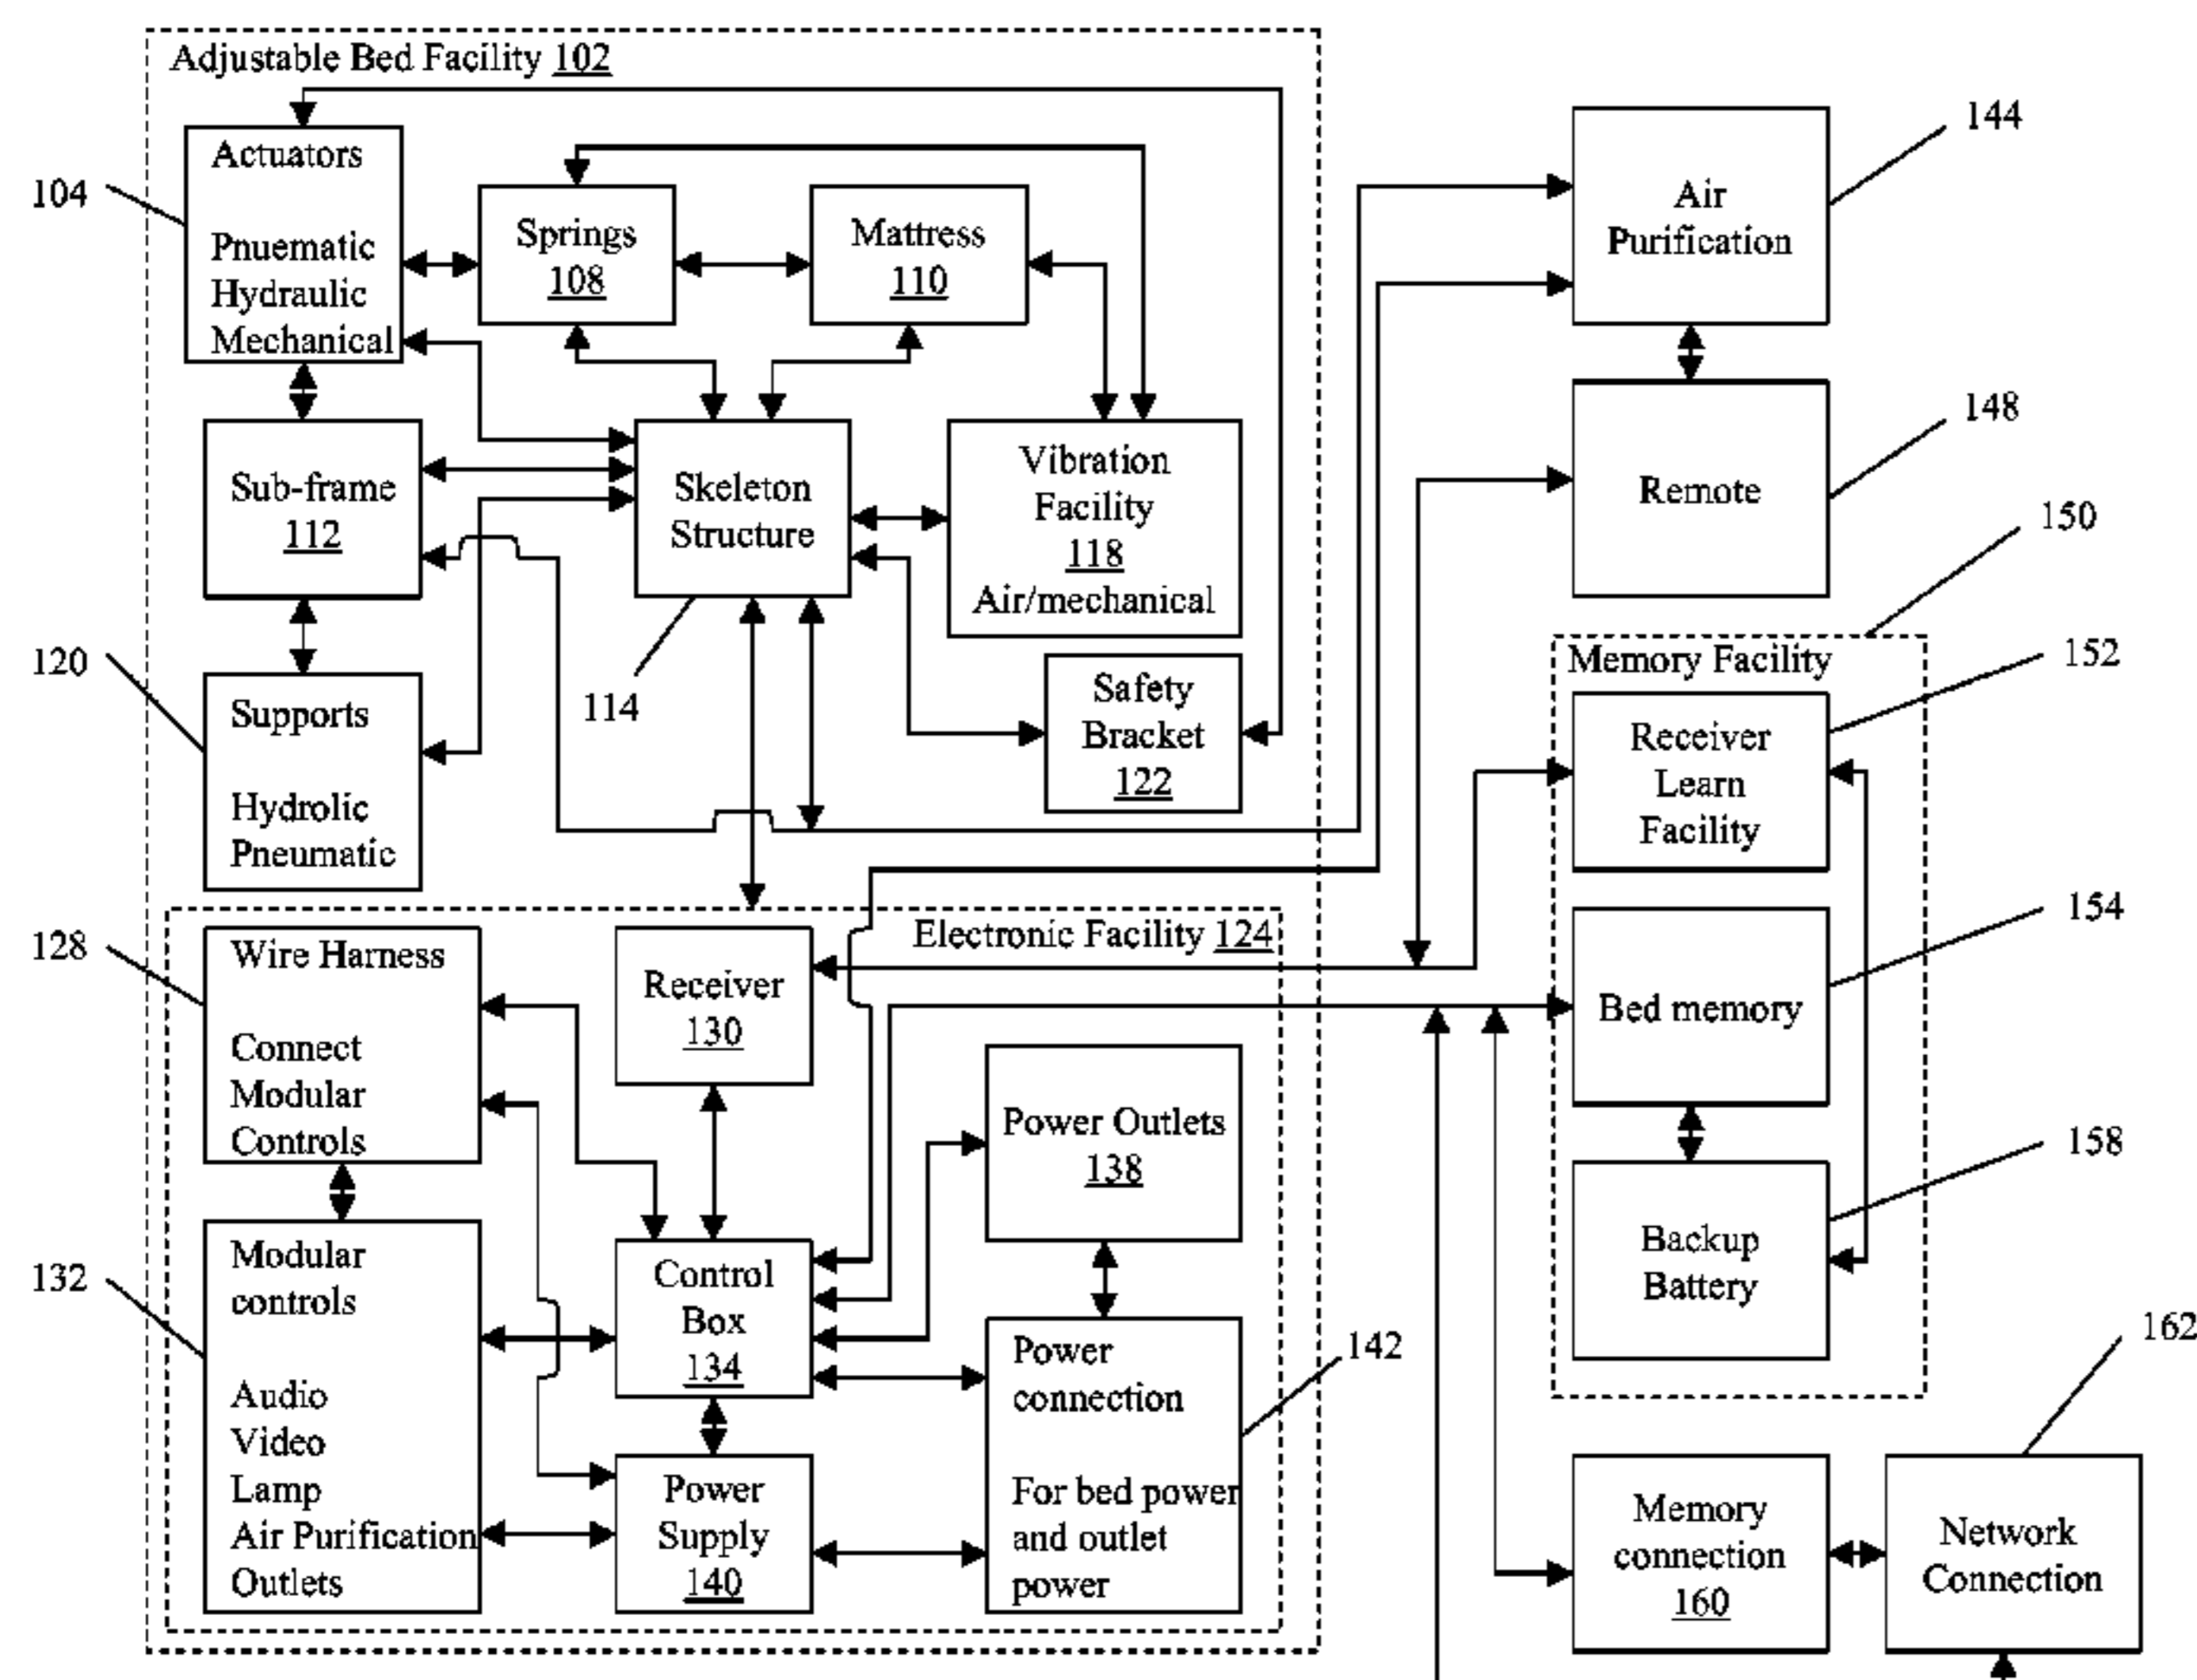 Adjustable Bed Facility 102
Actuators
Pnuematic
Hydraulic
Mechanical
104
Springs
108
Mattress
110
Air
Purification
144
Remote
148
Sub-frame
112
Skeleton
Structure
114
Vibration
Facility
118
Air/mechanical
Safety
Bracket
122
Supports
Hydrolic
Pneumatic
120
150
Memory Facility
Receiver
Learn
Facility
152
Bed memory
154
Backup
Battery
158
Electronic Facility 124
Wire Harness
Connect
Modular
Controls
128
Receiver
130
Power Outlets
138
Modular
controls
Audio
Video
Lamp
Air Purification
Outlets
132
Control
Box
134
Power
Supply
140
Power
connection
For bed power
and outlet
power
142
Memory
connection
160
Network
Connection
162